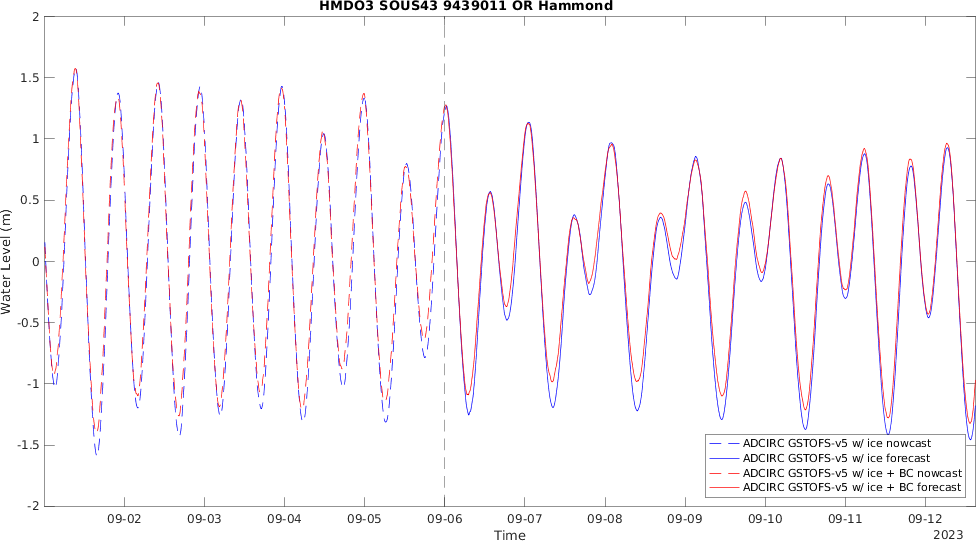 HMDO3 SOUS43 9439011 OR Hammond
2
1.5
1
0.5
0
-0.5
-1
-1.5
-2
Water Level (m)
09-02 09-03 09-04 09-05 09-06 09-07 09-08 09-09 09-10 09-11 09-12
Time
2023
ADCIRC GSTOFS-v5 w/ ice nowcast
ADCIRC GSTOFS-v5 w/ ice forecast
ADCIRC GSTOFS-v5 w/ ice + BC nowcast
ADCIRC GSTOFS-v5 w/ ice + BC forecast